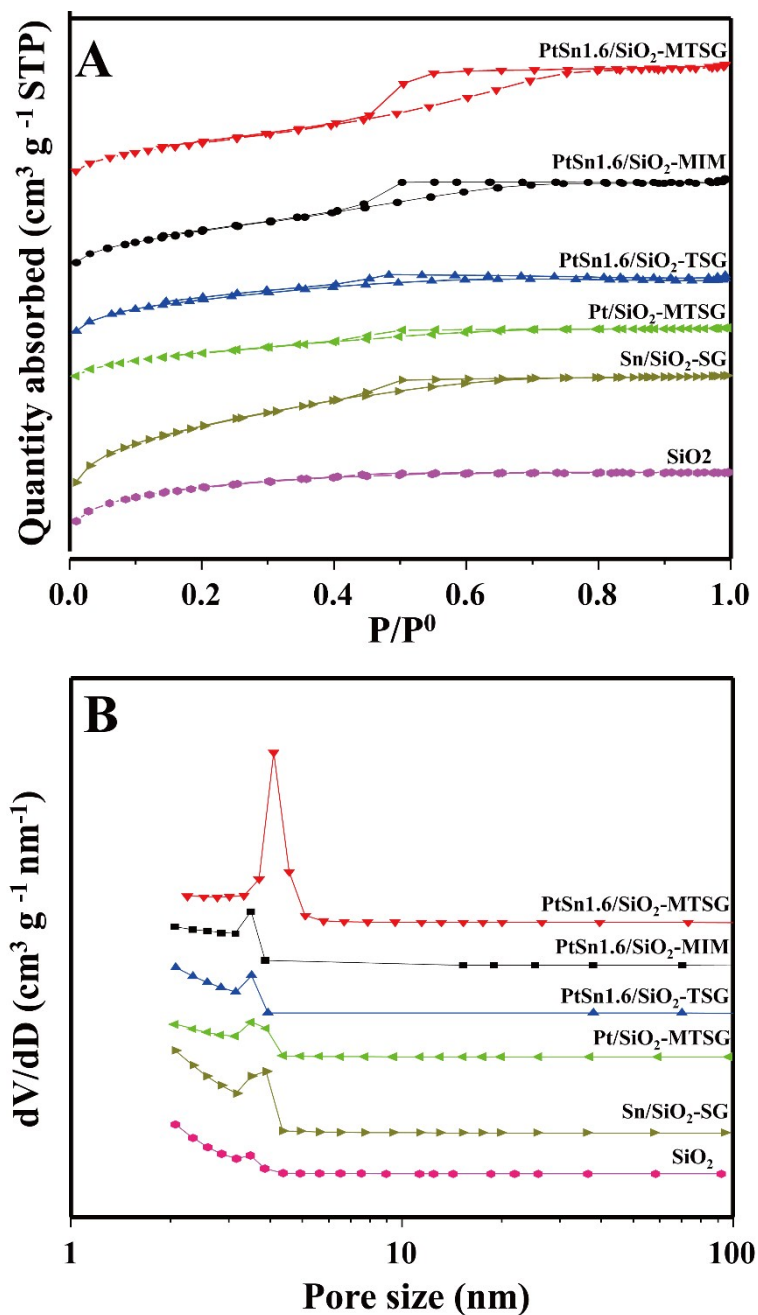 A
Quantity absorbed (cm³ g ⁻¹ STP)
PtSn1.6/SiO₂-MTSG
PtSn1.6/SiO₂-MIM
PtSn1.6/SiO₂-TSG
Pt/SiO₂-MTSG
Sn/SiO₂-SG
SiO2
0.0 0.2 0.4 0.6 0.8 1.0
P/P⁰
B
dV/dD (cm³ g ⁻¹ nm⁻¹)
PtSn1.6/SiO₂-MTSG
PtSn1.6/SiO₂-MIM
PtSn1.6/SiO₂-TSG
Pt/SiO₂-MTSG
Sn/SiO₂-SG
SiO₂
1 10 100
Pore size (nm)